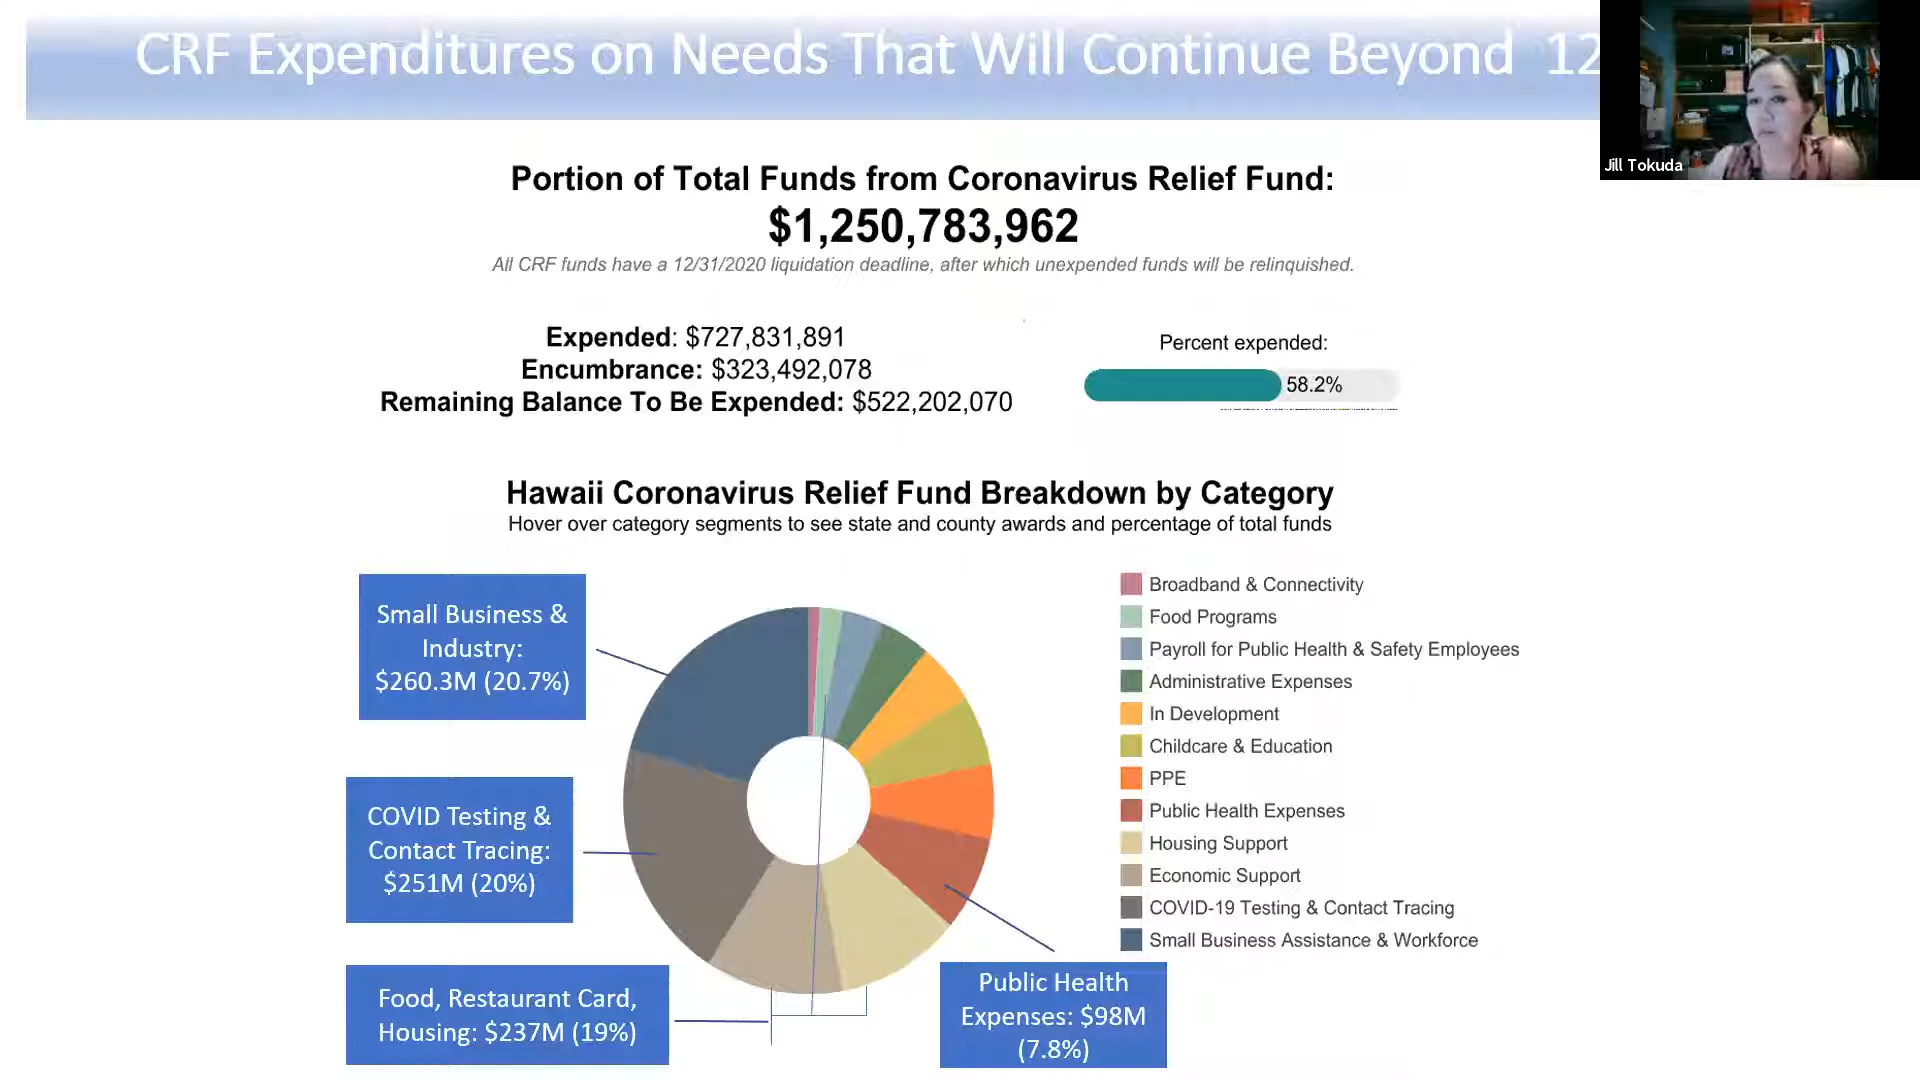 CRF Expenditures on Needs That Will Continue Beyond 12
Jill Tokuda
Portion of Total Funds from Coronavirus Relief Fund:
$1,250,783,962
All CRF funds have a 12/31/2020 liquidation deadline, after which unexpended funds will be relinquished.
Expended: $727,831,891
Encumbrance: $323,492,078
Remaining Balance To Be Expended: $522,202,070
Percent expended:
58.2%
Hawaii Coronavirus Relief Fund Breakdown by Category
Hover over category segments to see state and county awards and percentage of total funds
Small Business &
Industry:
$260.3M (20.7%)
COVID Testing &
Contact Tracing:
$251M (20%)
Food, Restaurant Card,
Housing: $237M (19%)
Public Health
Expenses: $98M
(7.8%)
Broadband & Connectivity
Food Programs
Payroll for Public Health & Safety Employees
Administrative Expenses
In Development
Childcare & Education
PPE
Public Health Expenses
Housing Support
Economic Support
COVID-19 Testing & Contact Tracing
Small Business Assistance & Workforce